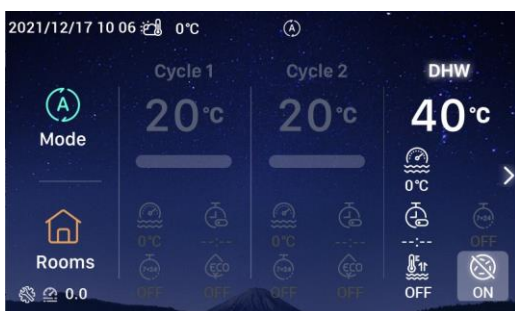 2021/12/17 10 06 0°C A
Cycle 1 Cycle 2 DHW
A 20°C 20°C 40°C
Mode
0°C
0°C --:-- 0°C --:-- --:-- OFF
Rooms
OFF OFF OFF OFF OFF ON
0.0